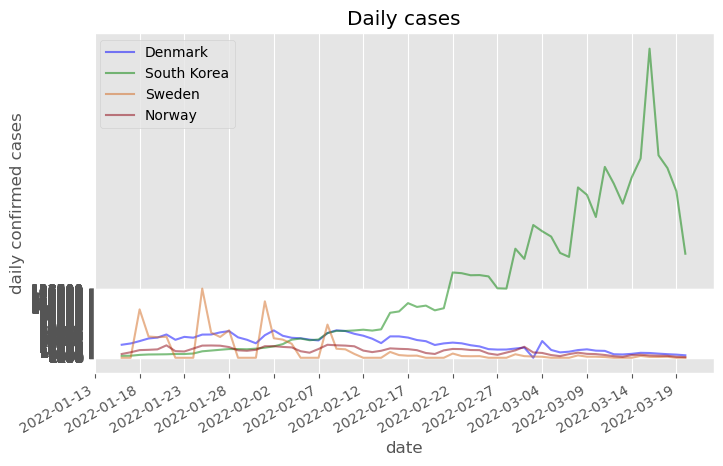 Daily cases
Denmark
South Korea
Sweden
Norway
daily confirmed cases
2022-01-13
2022-01-18
2022-01-23
2022-01-28
2022-02-02
2022-02-07
2022-02-12
2022-02-17
2022-02-22
2022-02-27
2022-03-04
2022-03-09
2022-03-14
2022-03-19
date